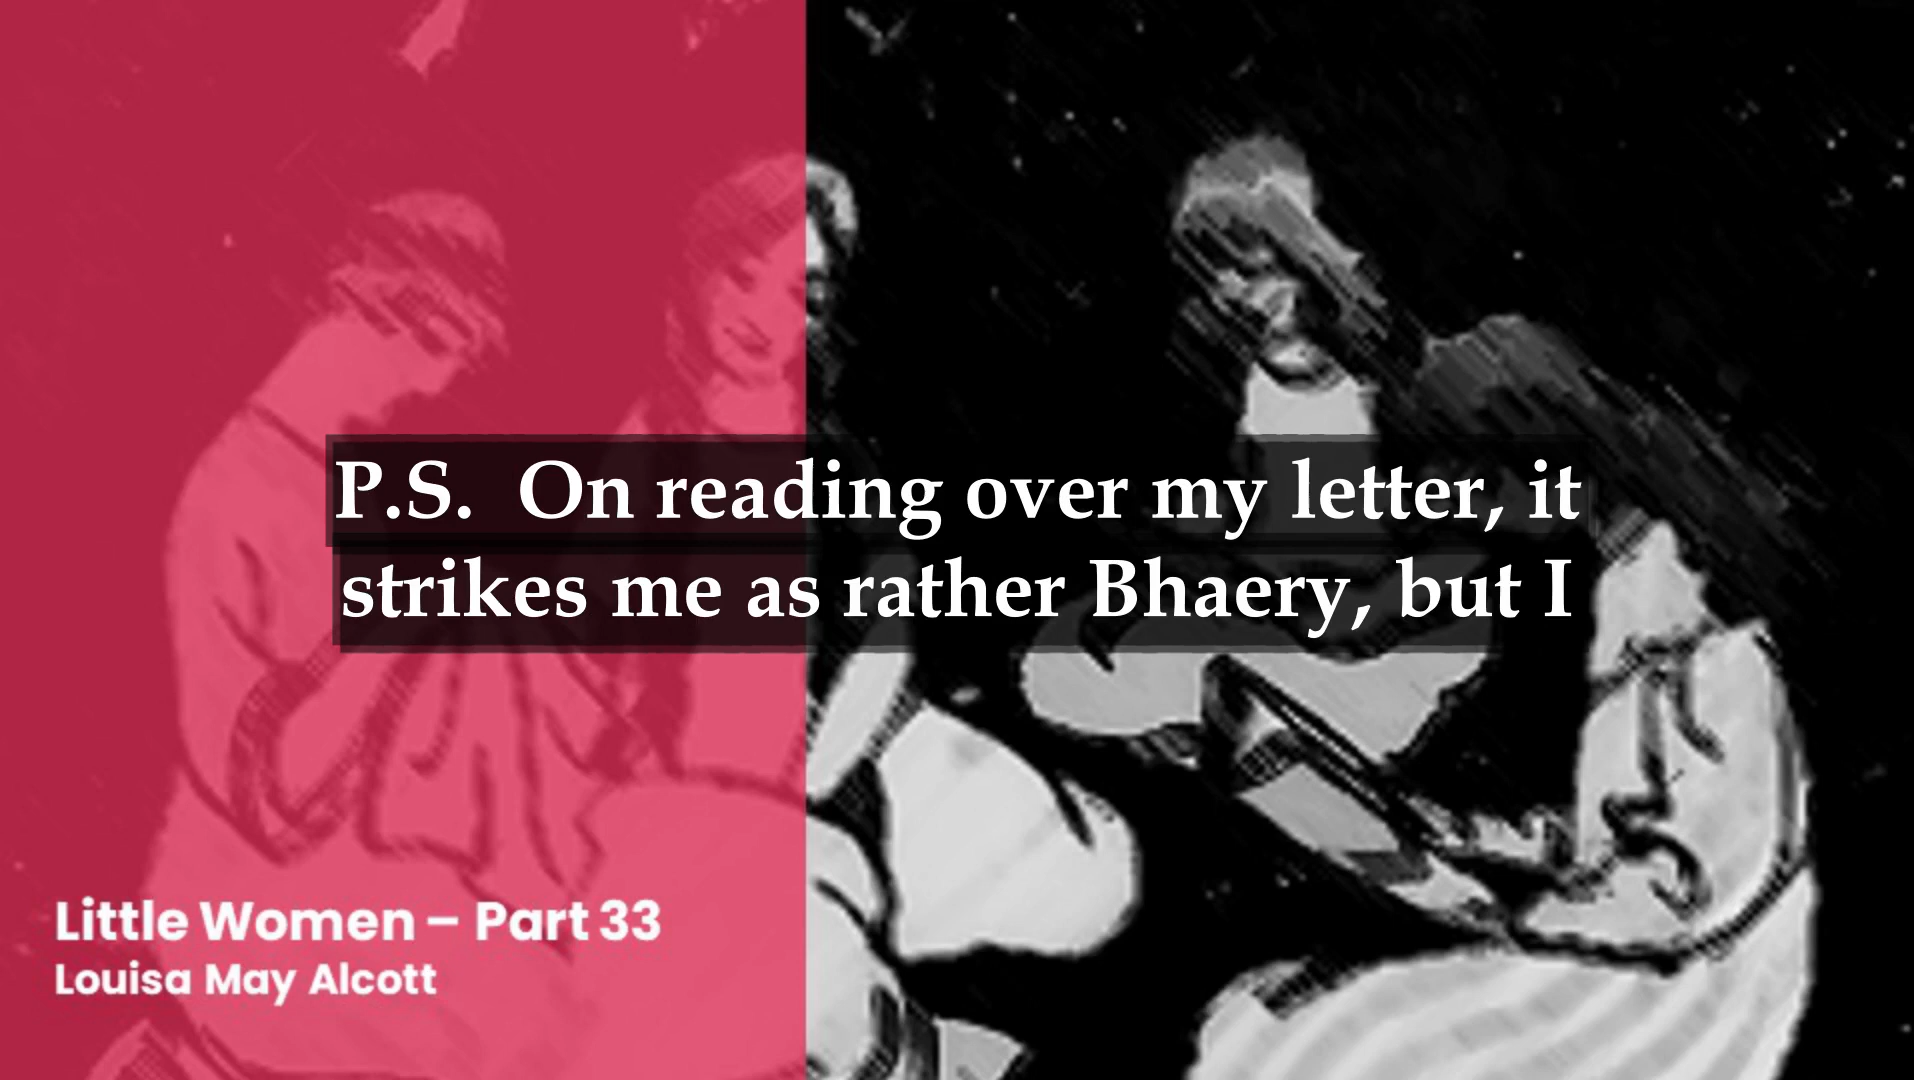 P.S.  On reading over my letter, it
strikes me as rather Bhaery, but I
Little Women – Part 33
Louisa May Alcott